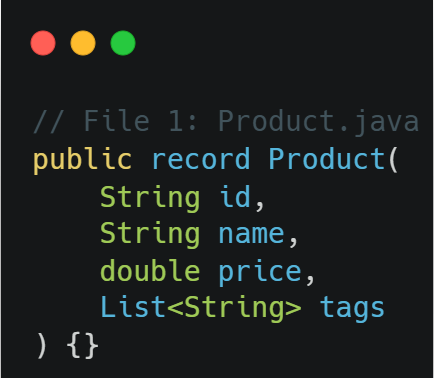 // File 1: Product.java
public record Product(
    String id,
    String name,
    double price,
    List<String> tags
) {}